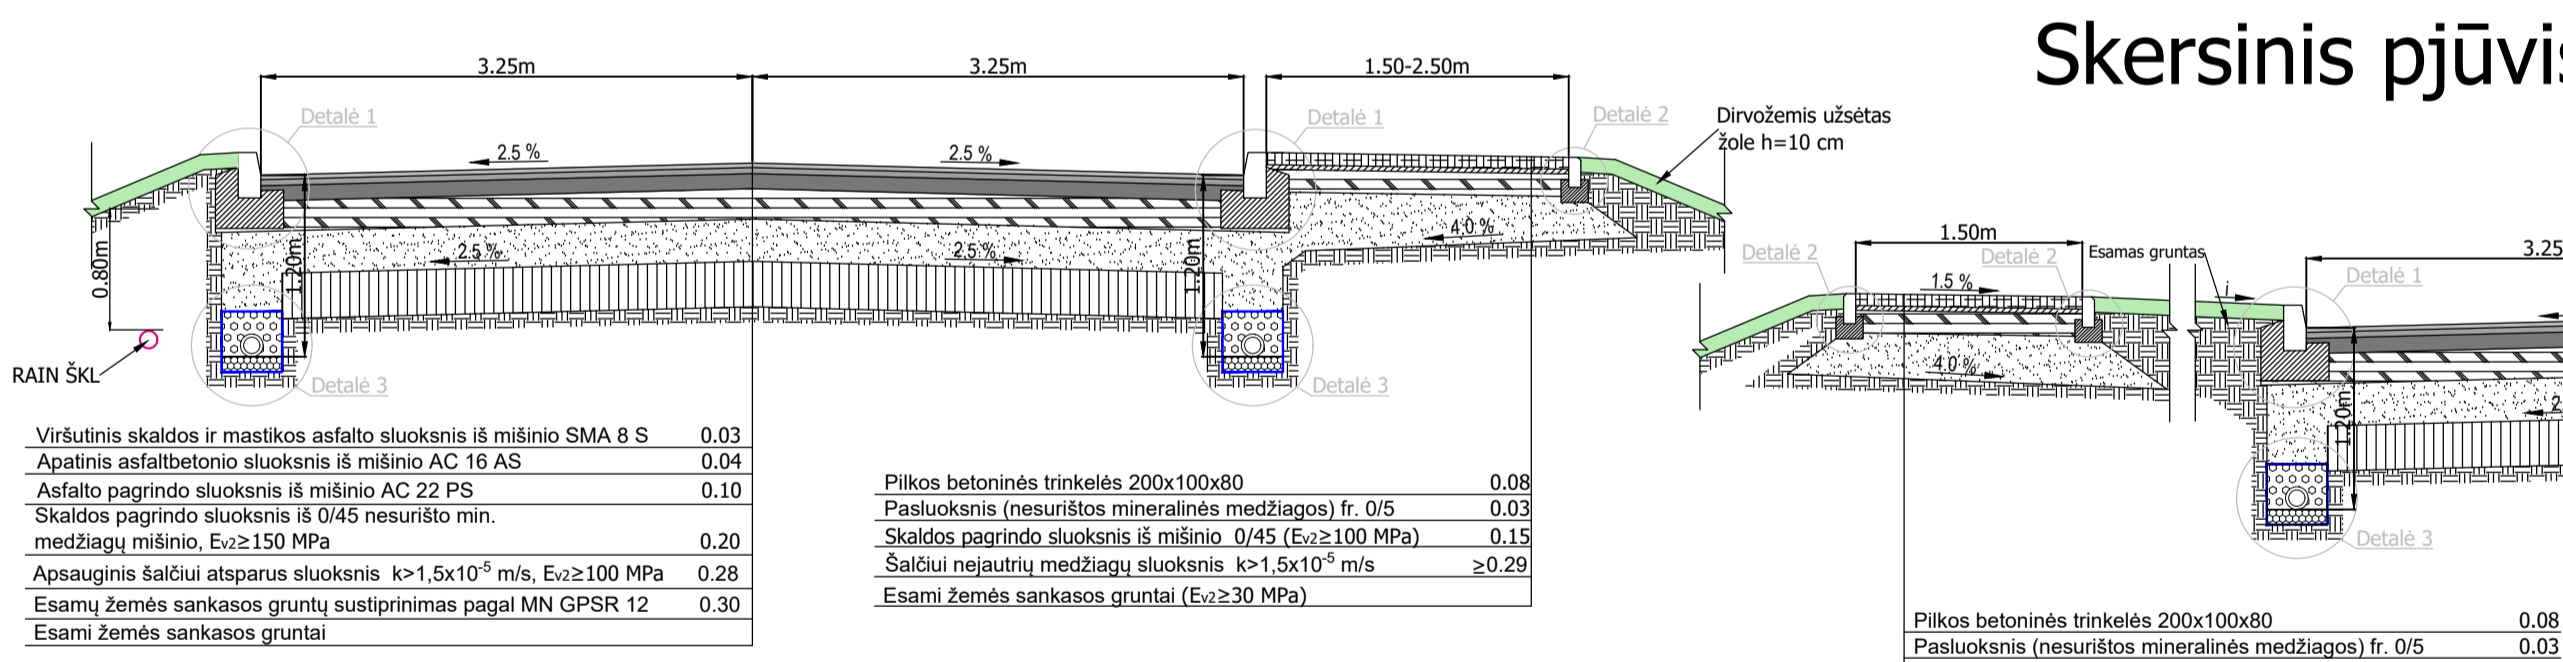 Skersinis pjūvis
3.25m
3.25m
1.50-2.50m
Detalė 1
Detalė 1
Detalė 2
Dirvožemis užsėtas
žole h=10 cm
2.5 %
2.5 %
4.0 %
2.5 %
2.5 %
0.80m
1.20m
1.20m
RAIN ŠKL
Detalė 3
Detalė 3
1.50m
3.25
Detalė 2
Detalė 2
Esamas gruntas
Detalė 1
1.5 %
i
4.0 %
1.20m
2
Detalė 3
Viršutinis skaldos ir mastikos asfalto sluoksnis iš mišinio SMA 8 S 0.03
Apatinis asfaltbetonio sluoksnis iš mišinio AC 16 AS 0.04
Asfalto pagrindo sluoksnis iš mišinio AC 22 PS 0.10
Skaldos pagrindo sluoksnis iš 0/45 nesurišto min.
medžiagų mišinio, Ev2≥150 MPa 0.20
Apsauginis šalčiui atsparus sluoksnis k>1,5x10⁻⁵ m/s, Ev2≥100 MPa 0.28
Esamų žemės sankasos gruntų sustiprinimas pagal MN GPSR 12 0.30
Esami žemės sankasos gruntai
Pilkos betoninės trinkelės 200x100x80 0.08
Pasluoksnis (nesurištos mineralinės medžiagos) fr. 0/5 0.03
Skaldos pagrindo sluoksnis iš mišinio 0/45 (Ev2≥100 MPa) 0.15
Šalčiui nejautrių medžiagų sluoksnis k>1,5x10⁻⁵ m/s ≥0.29
Esami žemės sankasos gruntai (Ev2≥30 MPa)
Pilkos betoninės trinkelės 200x100x80 0.08
Pasluoksnis (nesurištos mineralinės medžiagos) fr. 0/5 0.03